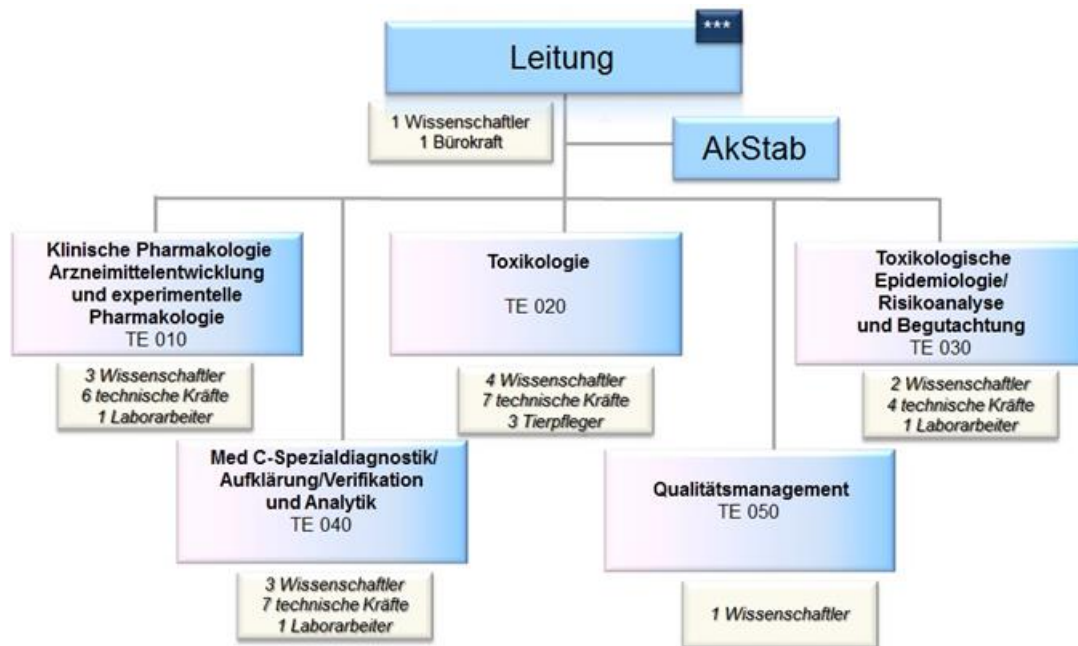 ***
Leitung
1 Wissenschaftler
1 Bürokraft
AkStab
Klinische Pharmakologie
Arzneimittelentwicklung
und experimentelle
Pharmakologie
TE 010
3 Wissenschaftler
6 technische Kräfte
1 Laborarbeiter
Toxikologie
TE 020
4 Wissenschaftler
7 technische Kräfte
3 Tierpfleger
Toxikologische
Epidemiologie/
Risikoanalyse
und Begutachtung
TE 030
2 Wissenschaftler
4 technische Kräfte
1 Laborarbeiter
Med C-Spezialdiagnostik/
Aufklärung/Verifikation
und Analytik
TE 040
3 Wissenschaftler
7 technische Kräfte
1 Laborarbeiter
Qualitätsmanagement
TE 050
1 Wissenschaftler